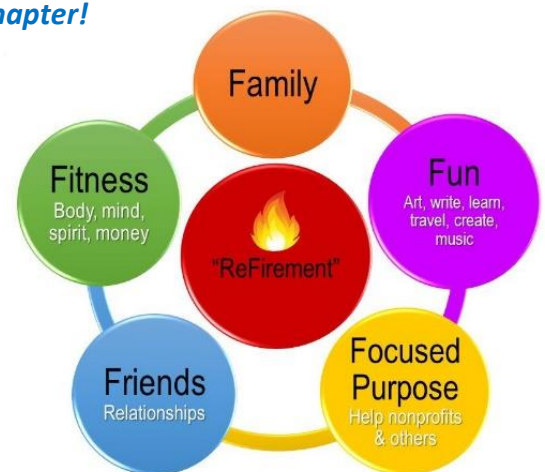 hapter!
Family
Fitness
Body, mind,
spirit, money
Fun
Art, write, learn,
travel, create,
music
"ReFirement"
Friends
Relationships
Focused
Purpose
Help nonprofits
& others